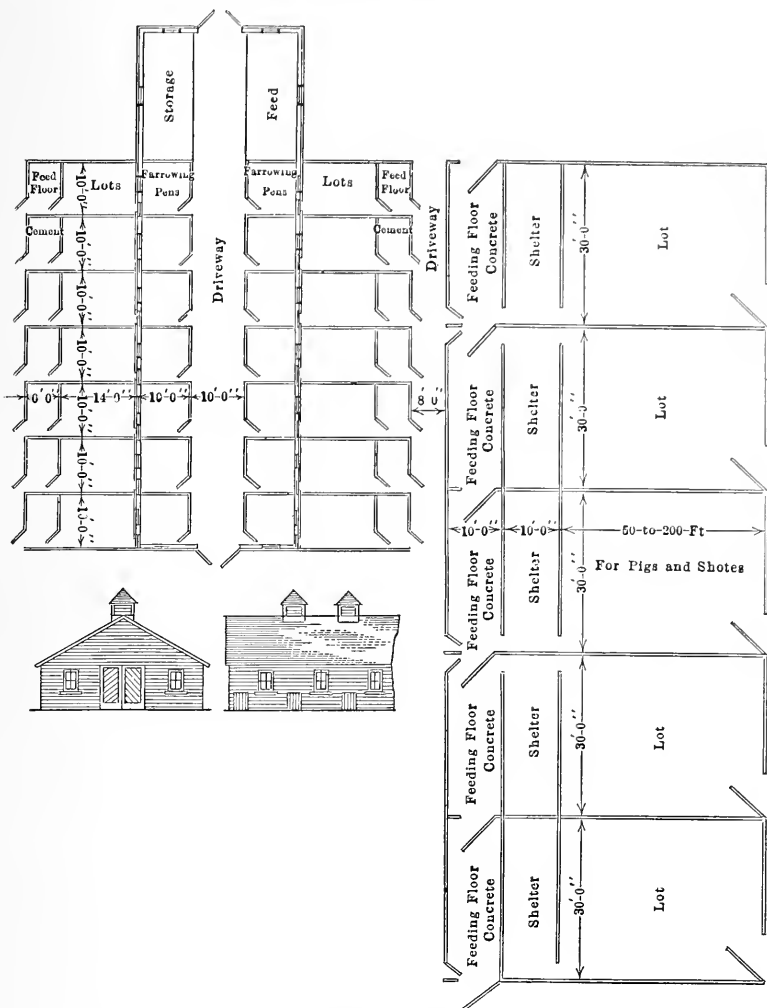 Storage
Feed
Feed
Floor
10'-0''
Lots
Farrowing
Pens
Farrowing
Pens
Lots
Feed
Floor
Cement
10'-0''
Cement
Driveway
Driveway
10'-0''
10'-0''
6'0''
14'0''
10'-0''
10'-0''
10'-0''
8'0''
10'-0''
10'-0''
Feeding Floor
Concrete
Shelter
30'-0''
Lot
Feeding Floor
Concrete
Shelter
30'-0''
Lot
10'-0''
10'-0''
50-to-200-Ft
Feeding Floor
Concrete
Shelter
30'-0''
For Pigs and Shotes
Feeding Floor
Concrete
Shelter
30'-0''
Lot
Feeding Floor
Concrete
Shelter
30'-0''
Lot